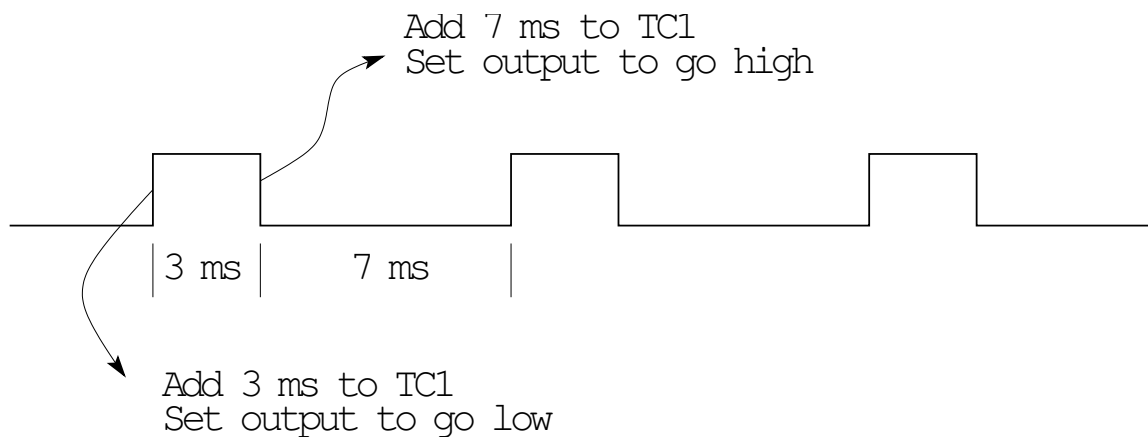 Add 7 ms to TC1
Set output to go high
3 ms
7 ms
Add 3 ms to TC1
Set output to go low